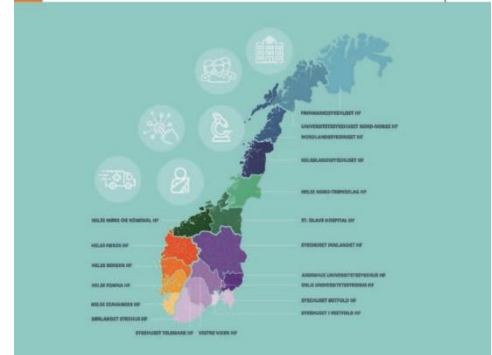 FINNMARKSSYKEHUSET HF
UNIVERSITETSSYKEHUSET NORD-NORGE HF
NORDLANDSSYKEHUSET HF
HELGELANDSSYKEHUSET HF
HELSE NORD-TRØNDELAG HF
HELSE MØRE OG ROMSDAL HF
ST. OLAVS HOSPITAL HF
HELSE FØRDE HF
SYKEHUSET INNLANDET HF
HELSE BERGEN HF
AKERSHUS UNIVERSITETSSYKEHUS HF
HELSE FONNA HF
OSLO UNIVERSITETSSYKEHUS HF
HELSE STAVANGER HF
SYKEHUSET ØSTFOLD HF
SØRLANDET SYKEHUS HF
SYKEHUSET I VESTFOLD HF
SYKEHUSET TELEMARK HF
VESTRE VIKEN HF